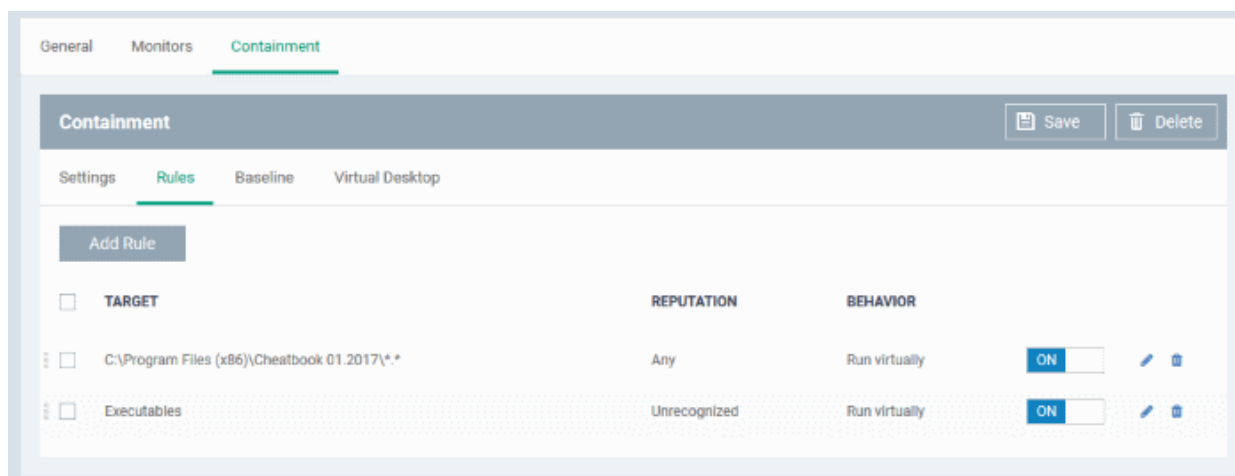 General Monitors Containment
Containment Save Delete
Settings Rules Baseline Virtual Desktop
Add Rule
TARGET REPUTATION BEHAVIOR
C:\Program Files (x86)\Cheatbook 01.2017\*.* Any Run virtually ON
Executables Unrecognized Run virtually ON